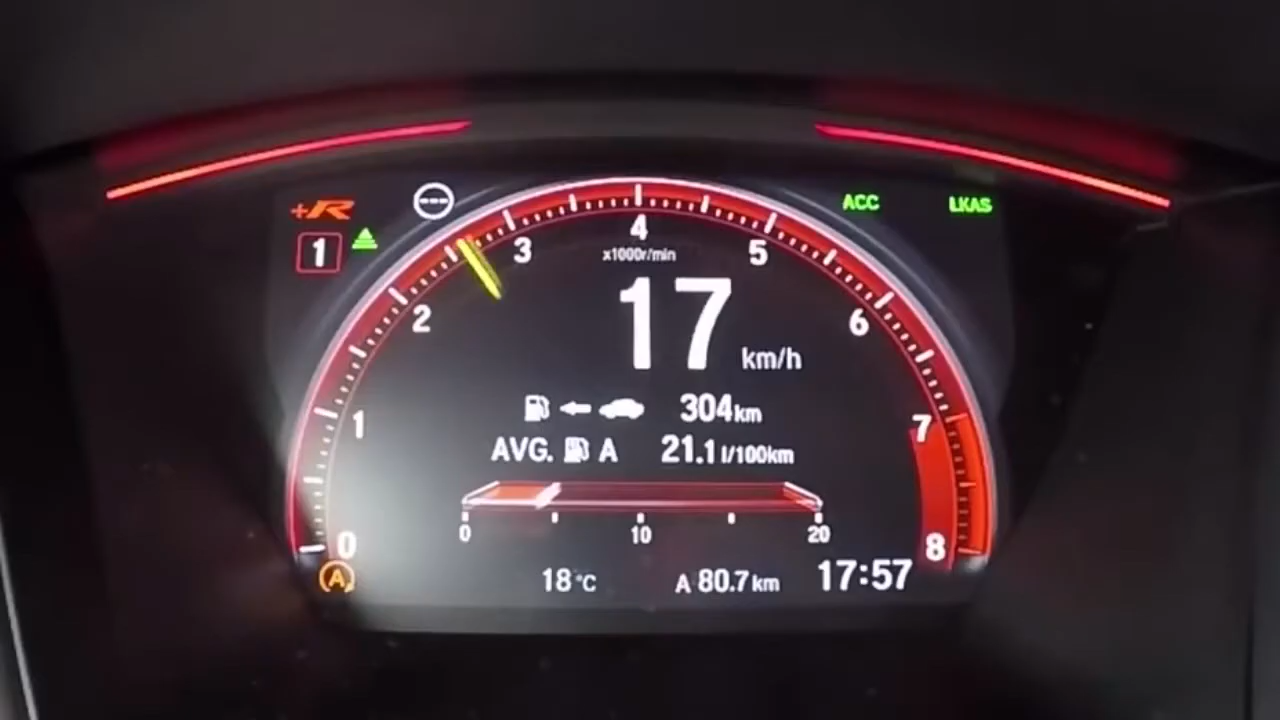 +R
ACC
LKAS
1
0 1 2 3 4 5 6 7 8
x1000r/min
17 km/h
304 km
AVG. A 21.1 l/100km
0 10 20
A
18°C
A 80.7 km
17:57